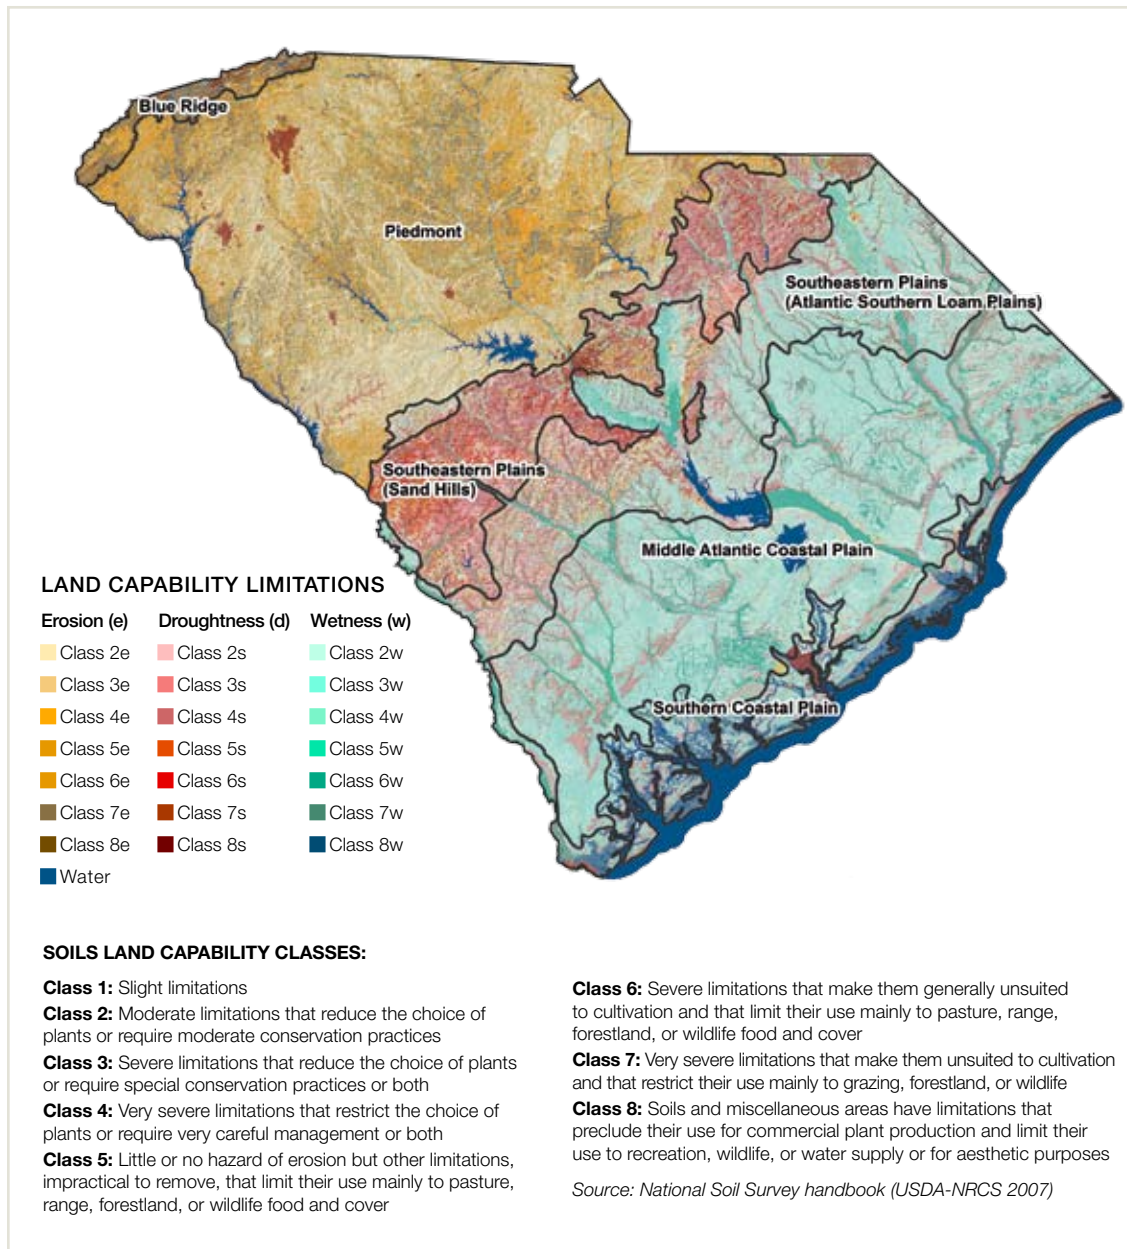 Blue Ridge
Piedmont
Southeastern Plains
(Atlantic Southern Loam Plains)
Southeastern Plains
(Sand Hills)
Middle Atlantic Coastal Plain
Southern Coastal Plain
LAND CAPABILITY LIMITATIONS
Erosion (e) Droughtness (d) Wetness (w)
Class 2e Class 2s Class 2w
Class 3e Class 3s Class 3w
Class 4e Class 4s Class 4w
Class 5e Class 5s Class 5w
Class 6e Class 6s Class 6w
Class 7e Class 7s Class 7w
Class 8e Class 8s Class 8w
Water
SOILS LAND CAPABILITY CLASSES:
Class 1: Slight limitations
Class 2: Moderate limitations that reduce the choice of
plants or require moderate conservation practices
Class 3: Severe limitations that reduce the choice of plants
or require special conservation practices or both
Class 4: Very severe limitations that restrict the choice of
plants or require very careful management or both
Class 5: Little or no hazard of erosion but other limitations,
impractical to remove, that limit their use mainly to pasture,
range, forestland, or wildlife food and cover
Class 6: Severe limitations that make them generally unsuited
to cultivation and that limit their use mainly to pasture, range,
forestland, or wildlife food and cover
Class 7: Very severe limitations that make them unsuited to cultivation
and that restrict their use mainly to grazing, forestland, or wildlife
Class 8: Soils and miscellaneous areas have limitations that
preclude their use for commercial plant production and limit their
use to recreation, wildlife, or water supply or for aesthetic purposes
Source: National Soil Survey handbook (USDA-NRCS 2007)